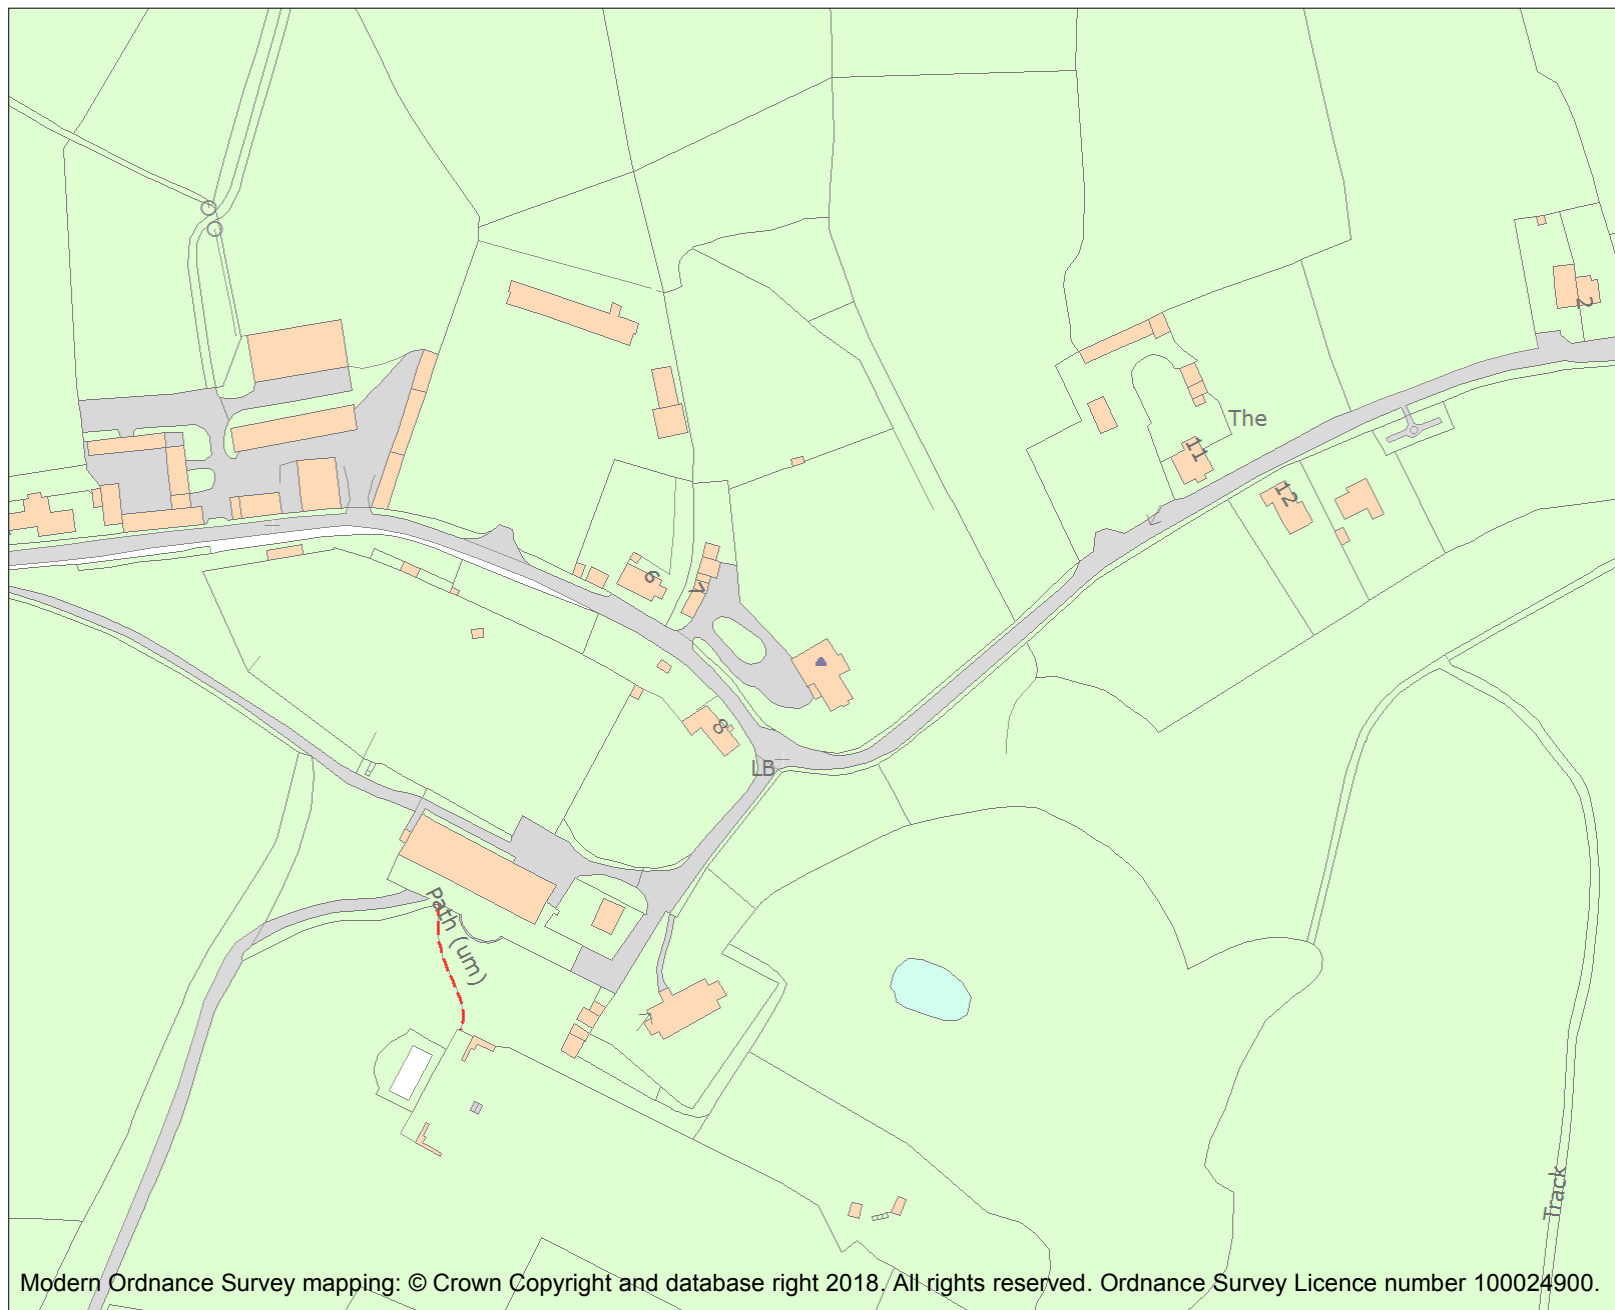 2
The
11
12
6
7
8
LB
Path (um)
Track
Modern Ordnance Survey mapping: © Crown Copyright and database right 2018. All rights reserved. Ordnance Survey Licence number 100024900.